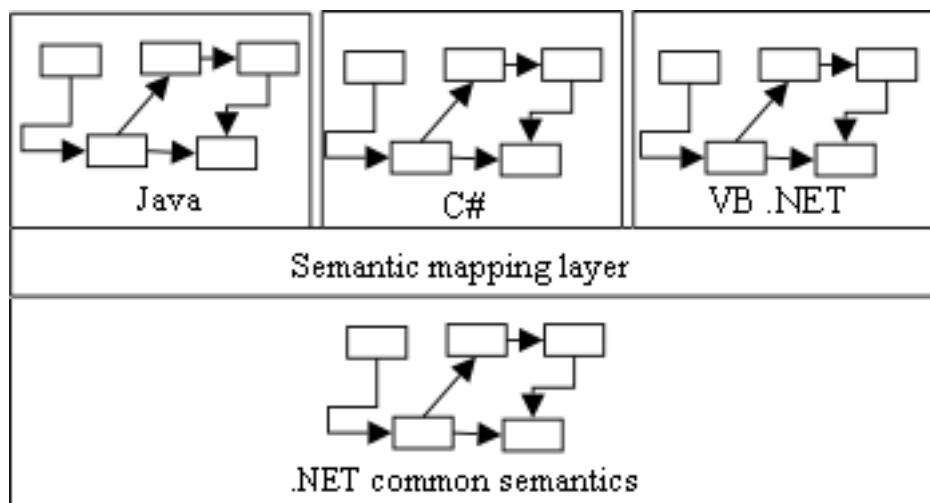 Java
C#
VB .NET
Semantic mapping layer
.NET common semantics